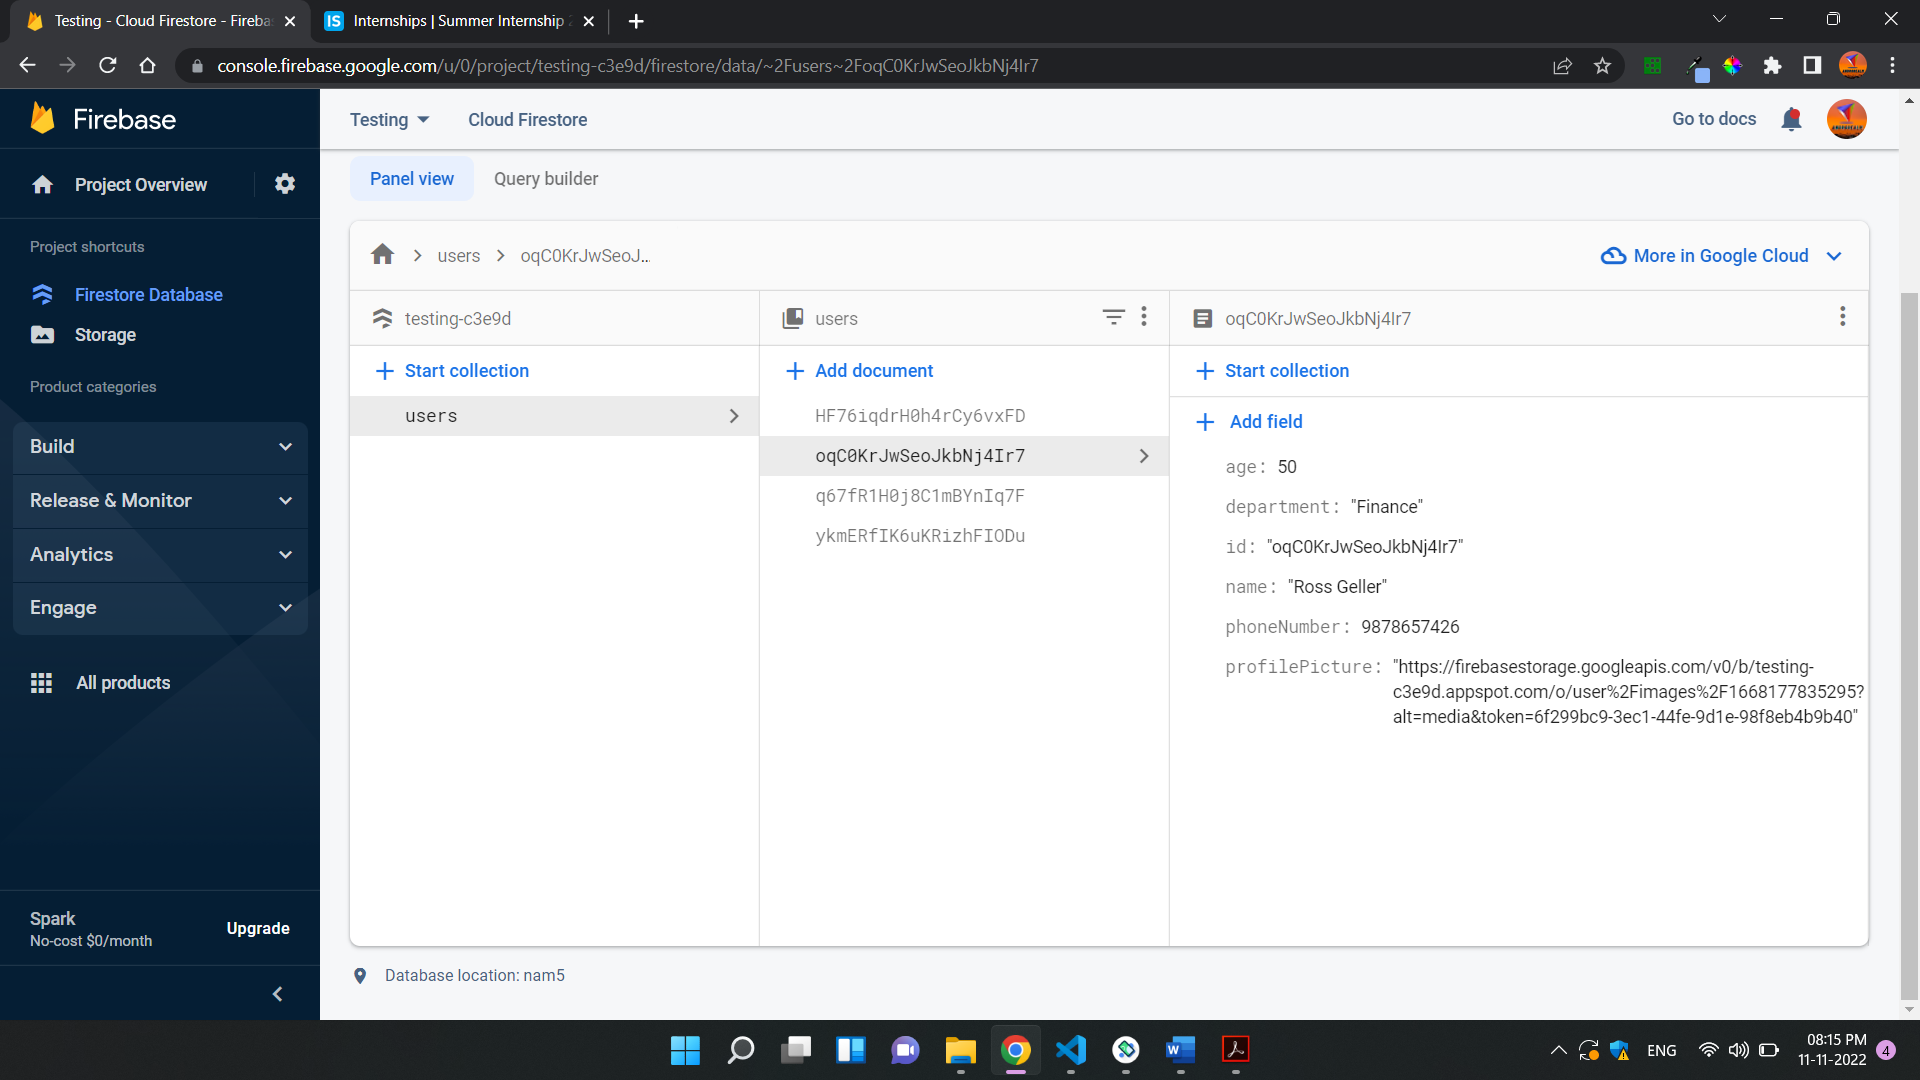 Testing - Cloud Firestore - Fireba
Internships | Summer Internship 2
console.firebase.google.com/u/0/project/testing-c3e9d/firestore/data/~2Fusers~2FoqC0KrJwSeoJkbNj4Ir7
Firebase
Testing
Cloud Firestore
Go to docs
Project Overview
Panel view
Query builder
Project shortcuts
Firestore Database
Storage
Product categories
Build
Release & Monitor
Analytics
Engage
All products
Spark
No-cost $0/month
Upgrade
users
oqC0KrJwSeoJ...
More in Google Cloud
testing-c3e9d
Start collection
users
users
Add document
HF76iqdrH0h4rCy6vxFD
oqC0KrJwSeoJkbNj4Ir7
q67fR1H0j8C1mBYnIq7F
ykmERfIK6uKRizhFIODu
oqC0KrJwSeoJkbNj4Ir7
Start collection
Add field
age: 50
department: "Finance"
id: "oqC0KrJwSeoJkbNj4Ir7"
name: "Ross Geller"
phoneNumber: 9878657426
profilePicture: "https://firebasestorage.googleapis.com/v0/b/testing-
c3e9d.appspot.com/o/user%2Fimages%2F1668177835295?
alt=media&token=6f299bc9-3ec1-44fe-9d1e-98f8eb4b9b40"
Database location: nam5
ENG
08:15 PM
11-11-2022
4